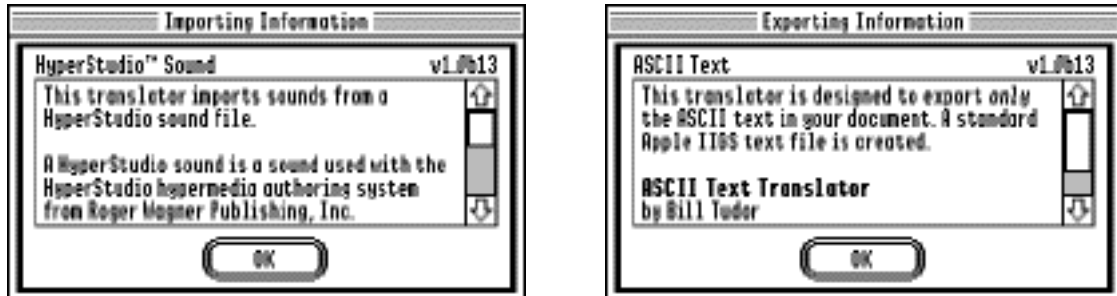 Importing Information
HyperStudio™ Sound v1.0b13
This translator imports sounds from a
HyperStudio sound file.
A HyperStudio sound is a sound used with the
HyperStudio hypermedia authoring system
from Roger Wagner Publishing, Inc.
OK
Exporting Information
ASCII Text v1.0b13
This translator is designed to export only
the ASCII text in your document. A standard
Apple IIGS text file is created.
ASCII Text Translator
by Bill Tudor
OK